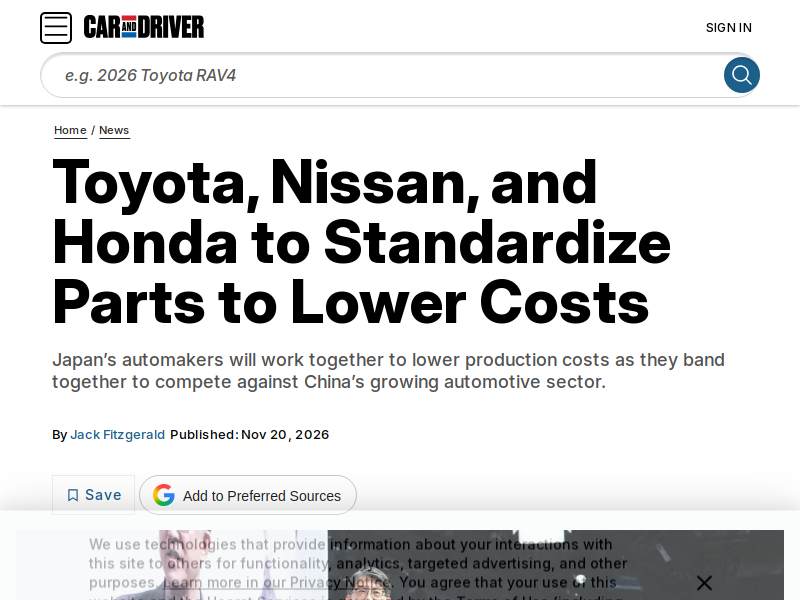 CAR AND DRIVER
SIGN IN
e.g. 2026 Toyota RAV4
Home / News
Toyota, Nissan, and
Honda to Standardize
Parts to Lower Costs
Japan’s automakers will work together to lower production costs as they band
together to compete against China’s growing automotive sector.
By Jack Fitzgerald Published: Nov 20, 2026
Save
Add to Preferred Sources
We use technologies that provide information about your interactions with
this site to others for functionality, analytics, targeted advertising, and other
purposes. Learn more in our Privacy Notice. You agree that your use of this